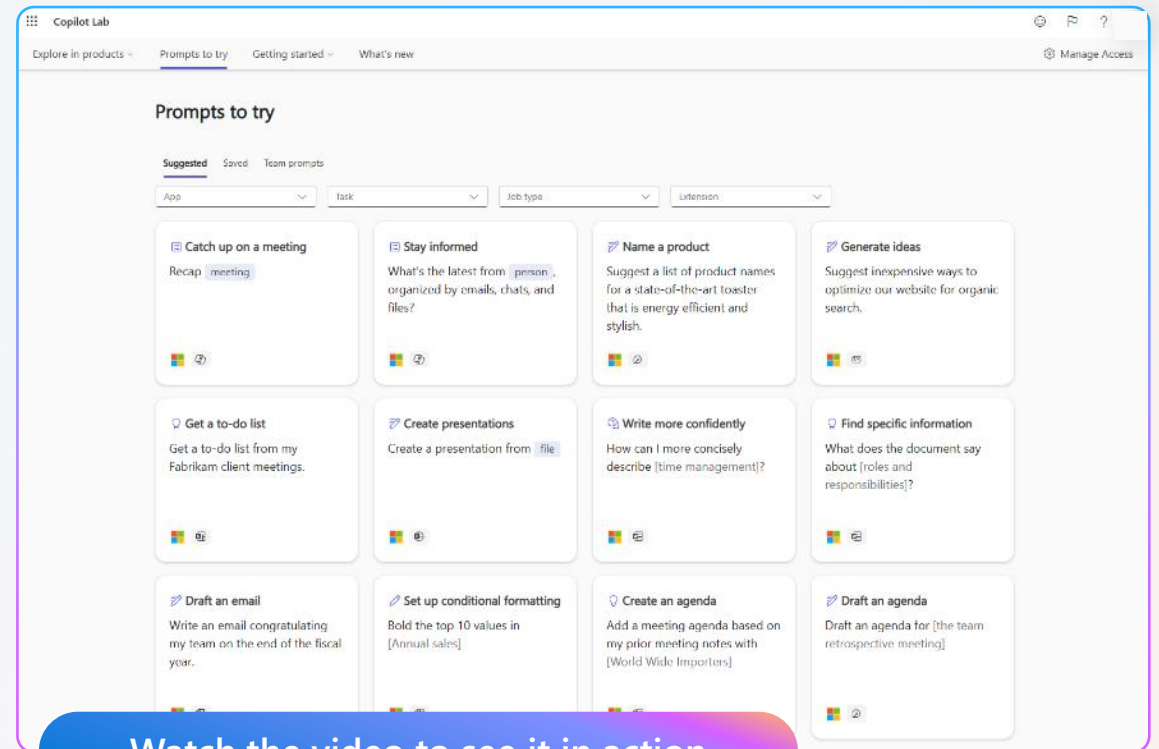 Copilot Lab
?
Explore in products
Prompts to try
Getting started
What's new
Manage Access
Prompts to try
Suggested
Saved
Team prompts
App
Task
Job type
Extension
Catch up on a meeting
Recap meeting
Stay informed
What's the latest from person ,
organized by emails, chats, and
files?
Name a product
Suggest a list of product names
for a state-of-the-art toaster
that is energy efficient and
stylish.
Generate ideas
Suggest inexpensive ways to
optimize our website for organic
search.
Get a to-do list
Get a to-do list from my
Fabrikam client meetings.
Create presentations
Create a presentation from file
Write more confidently
How can I more concisely
describe [time management]?
Find specific information
What does the document say
about [roles and
responsibilities]?
Draft an email
Write an email congratulating
my team on the end of the fiscal
year.
Set up conditional formatting
Bold the top 10 values in
[Annual sales]
Create an agenda
Add a meeting agenda based on
my prior meeting notes with
[World Wide Importers]
Draft an agenda
Draft an agenda for [the team
retrospective meeting]
Watch the video to see it in action